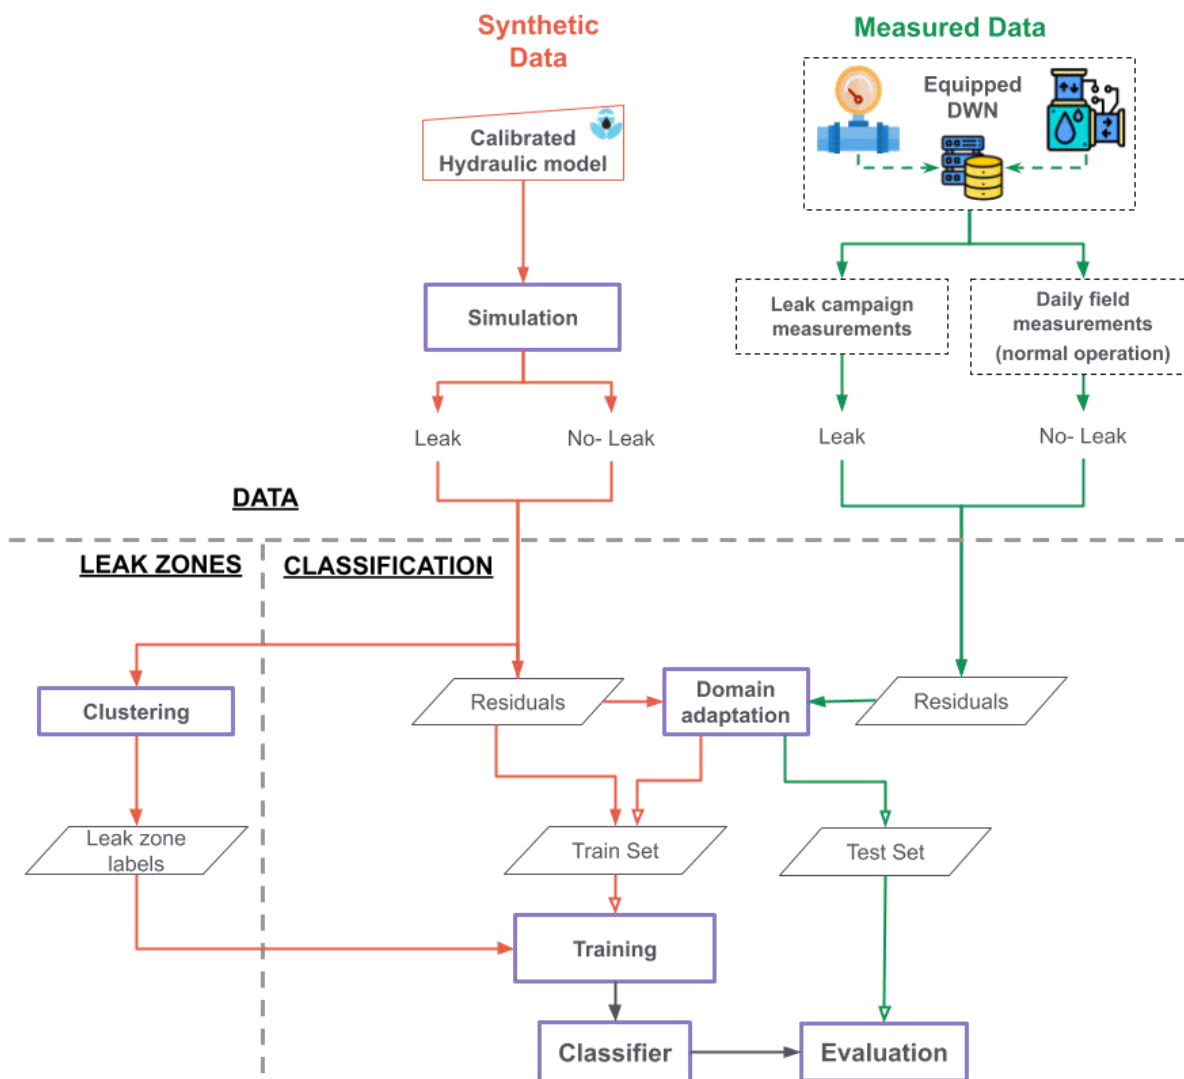 Synthetic
Data
Measured Data
Equipped
DWN
Calibrated
Hydraulic model
Simulation
Leak campaign
measurements
Daily field
measurements
(normal operation)
Leak
No- Leak
Leak
No- Leak
DATA
LEAK ZONES
CLASSIFICATION
Clustering
Residuals
Domain
adaptation
Residuals
Leak zone
labels
Train Set
Test Set
Training
Classifier
Evaluation